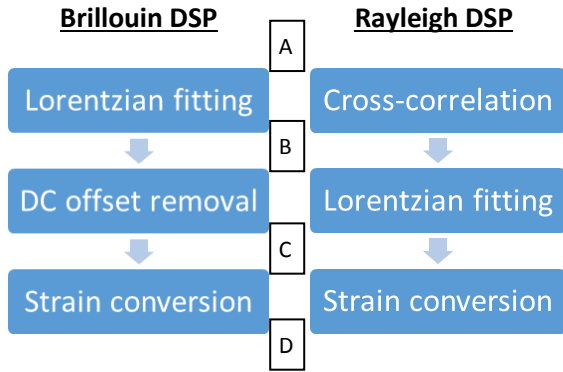 Brillouin DSP
Rayleigh DSP
A
Lorentzian fitting
Cross-correlation
B
DC offset removal
Lorentzian fitting
C
Strain conversion
Strain conversion
D